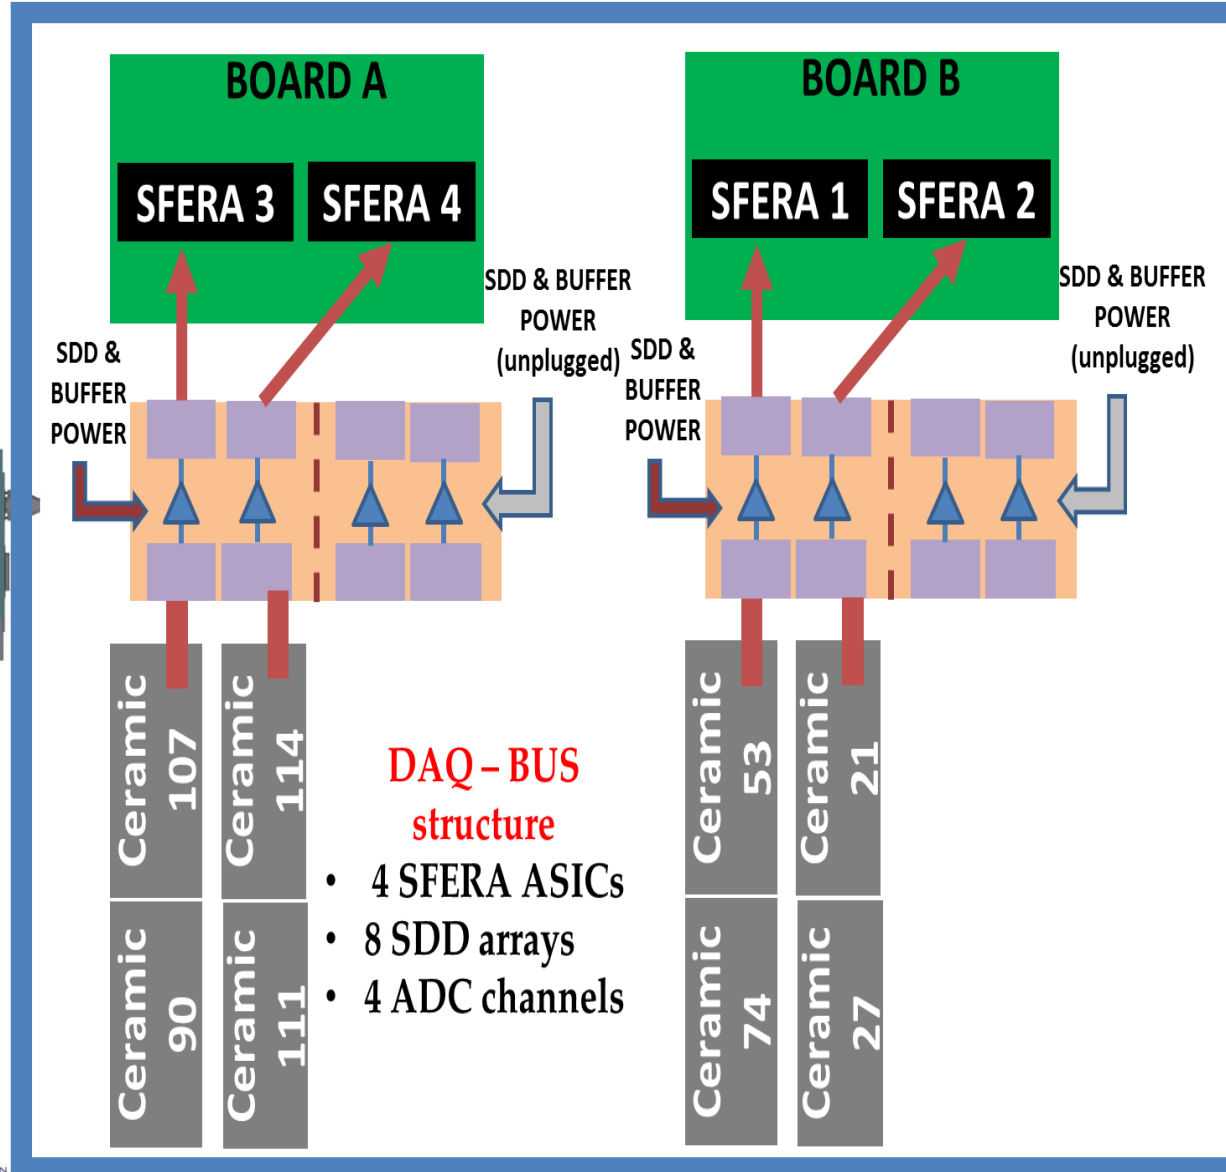 BOARD A
SFERA 3
SFERA 4
SDD & BUFFER
POWER
(unplugged)
SDD &
BUFFER
POWER
Ceramic
107
Ceramic
114
Ceramic
90
Ceramic
111
DAQ – BUS
structure
• 4 SFERA ASICs
• 8 SDD arrays
• 4 ADC channels
BOARD B
SFERA 1
SFERA 2
SDD & BUFFER
POWER
(unplugged)
SDD &
BUFFER
POWER
Ceramic
53
Ceramic
21
Ceramic
74
Ceramic
27